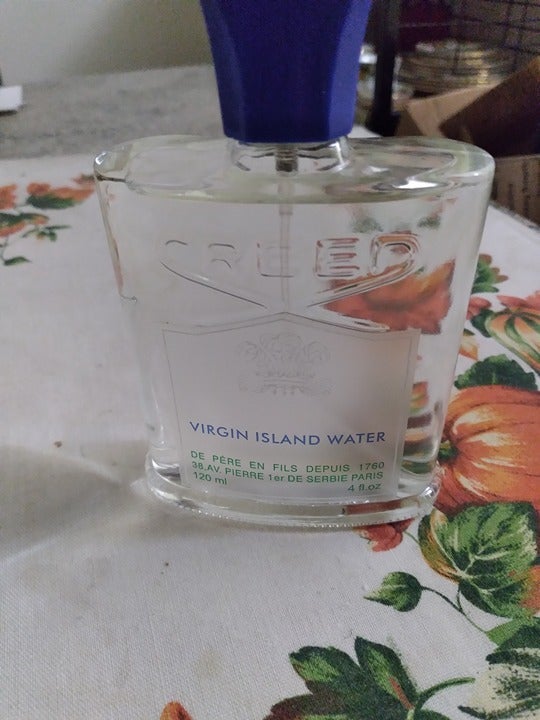 CREED
VIRGIN ISLAND WATER
DE PÈRE EN FILS DEPUIS 1760
38,AV. PIERRE 1er DE SERBIE PARIS
120 ml
4 fl.oz